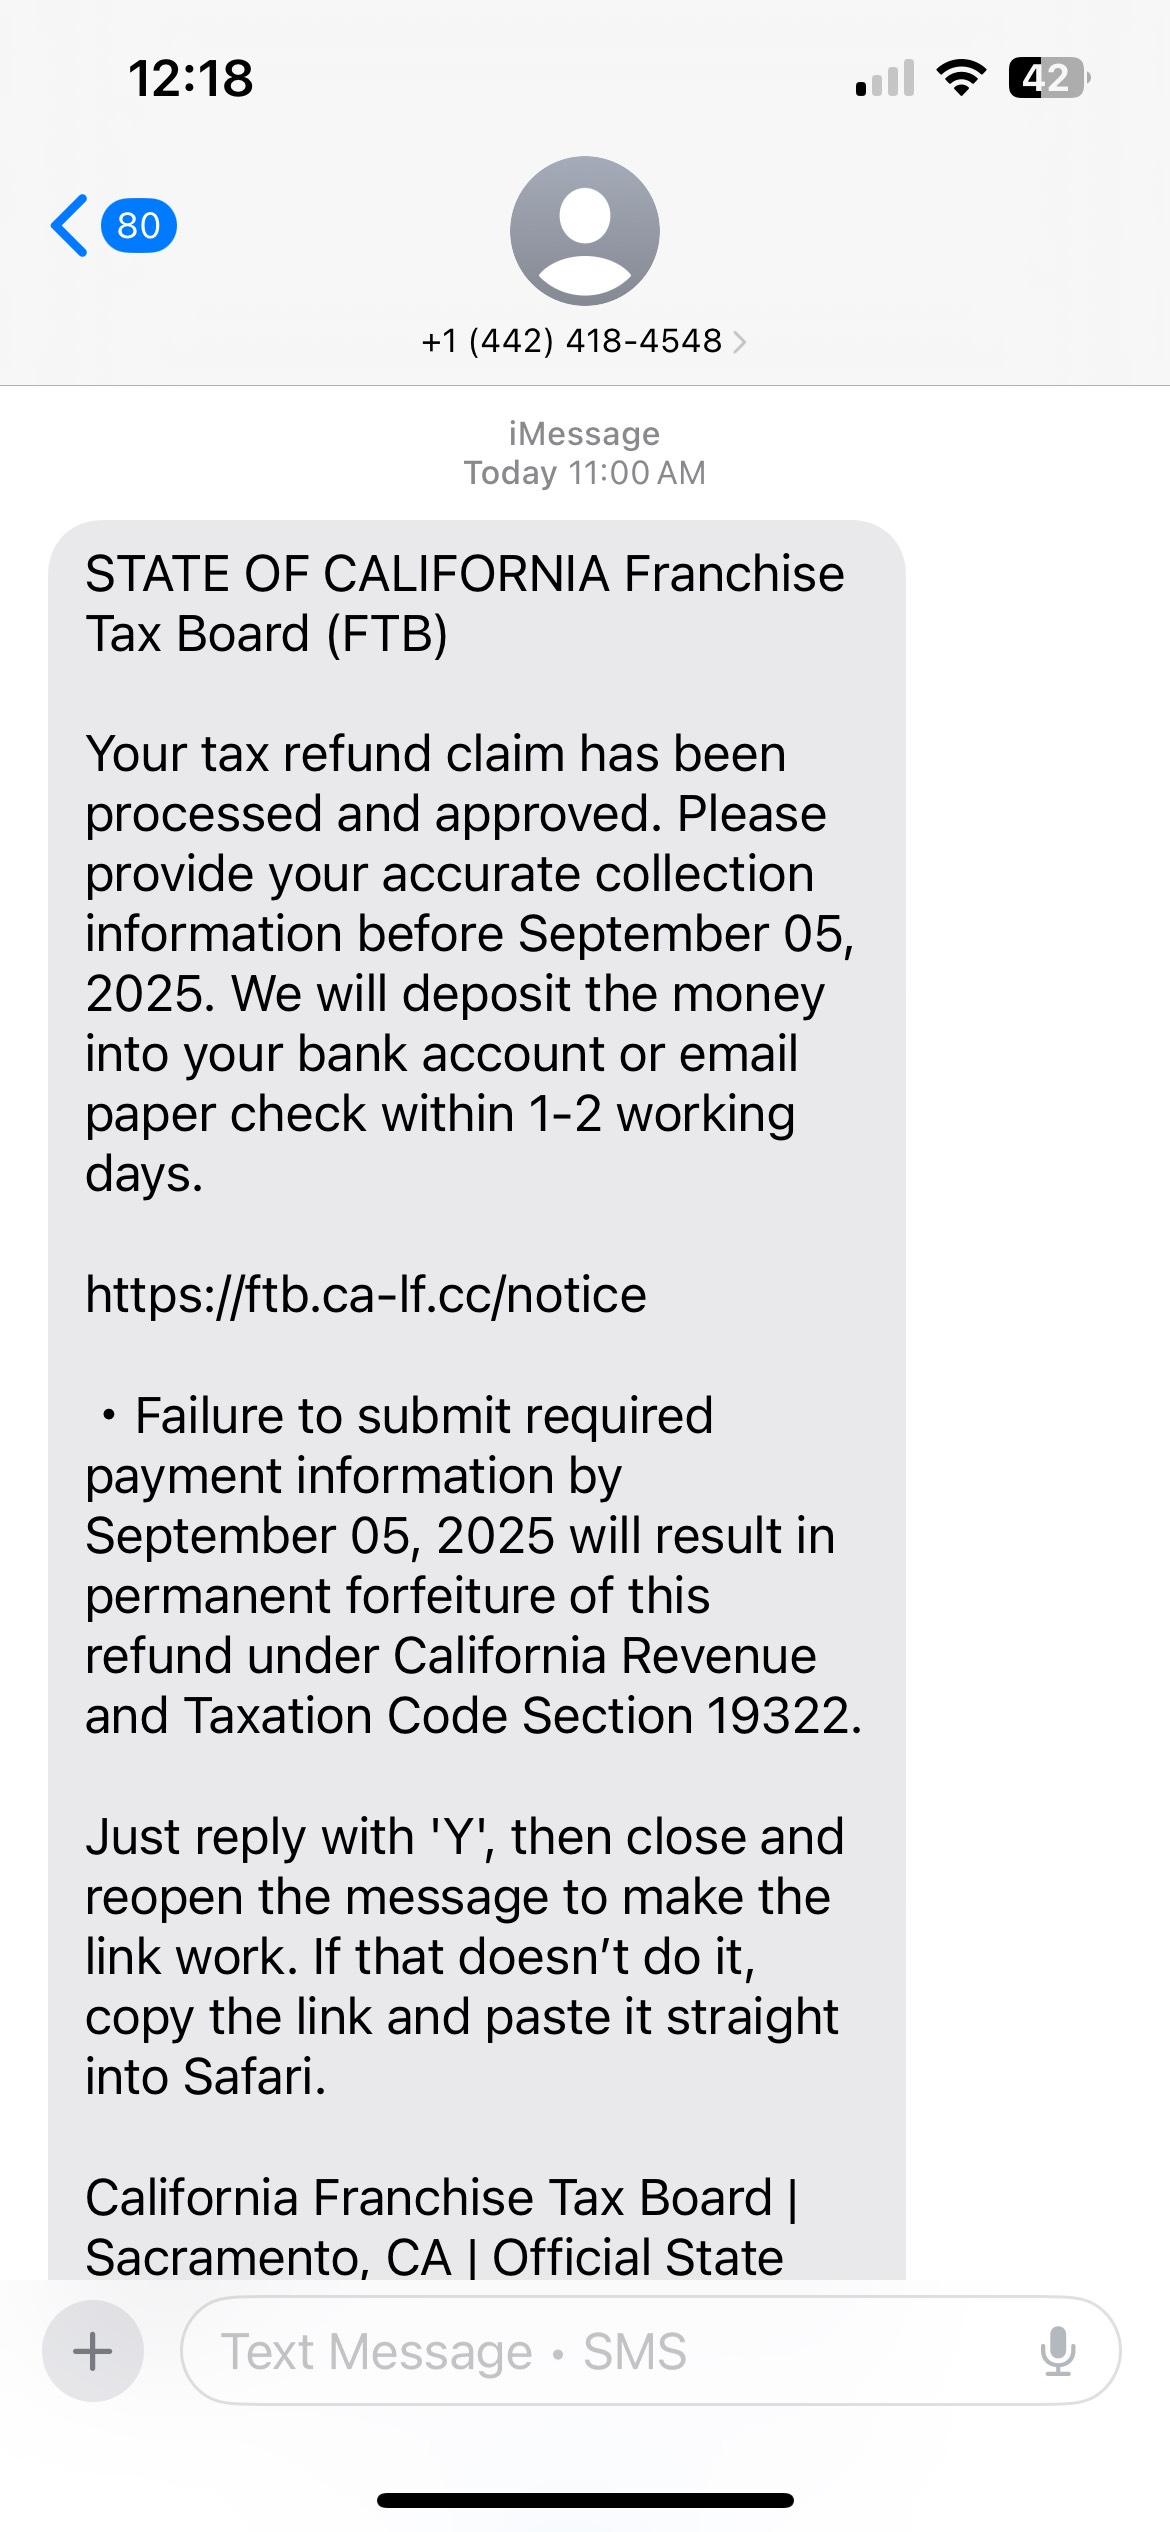 12:18
42
80
+1 (442) 418-4548
iMessage
Today 11:00 AM
STATE OF CALIFORNIA Franchise
Tax Board (FTB)
Your tax refund claim has been
processed and approved. Please
provide your accurate collection
information before September 05,
2025. We will deposit the money
into your bank account or email
paper check within 1-2 working
days.
https://ftb.ca-lf.cc/notice
• Failure to submit required
payment information by
September 05, 2025 will result in
permanent forfeiture of this
refund under California Revenue
and Taxation Code Section 19322.
Just reply with 'Y', then close and
reopen the message to make the
link work. If that doesn’t do it,
copy the link and paste it straight
into Safari.
California Franchise Tax Board |
Sacramento, CA | Official State
Text Message • SMS